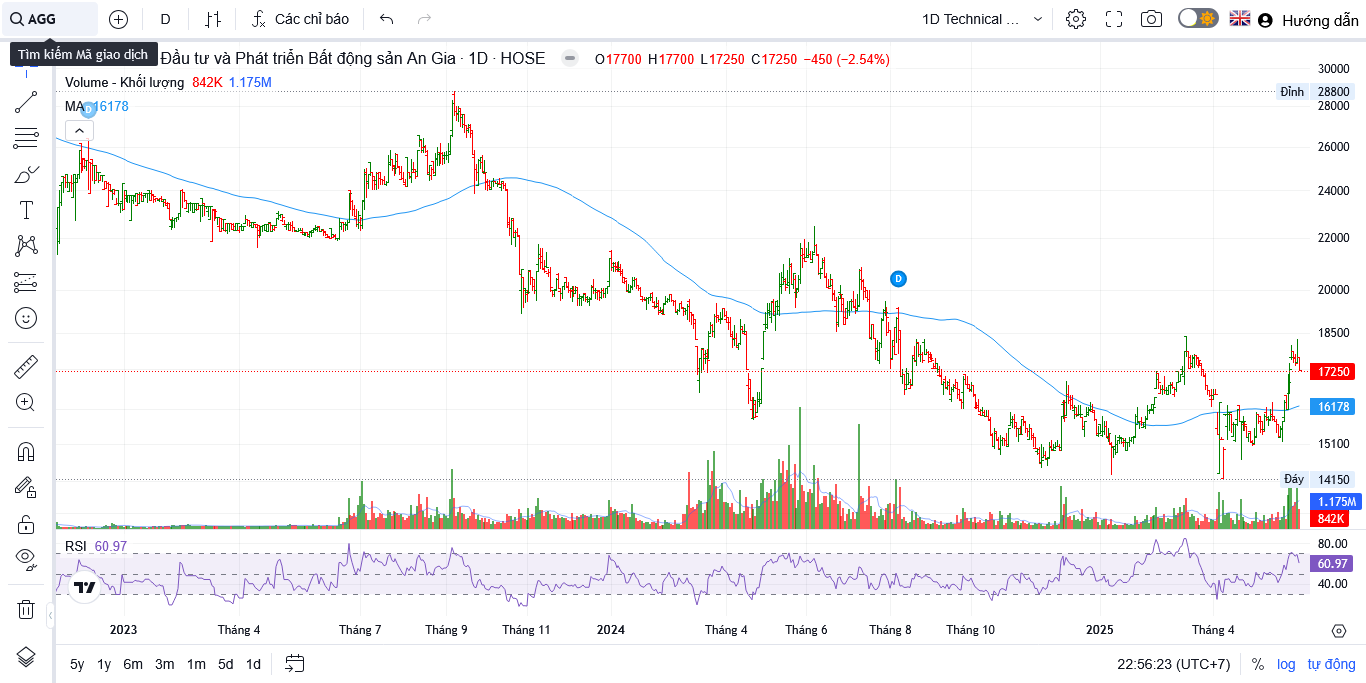 AGG
D
Các chỉ báo
1D Technical ...
Hướng dẫn
Tìm kiếm Mã giao dịch
Đầu tư và Phát triển Bất động sản An Gia · 1D · HOSE
O17700 H17700 L17250 C17250 −450 (−2.54%)
Volume - Khối lượng 842K 1.175M
MA 16178
D
D
30000
Đỉnh 28800
28000
26000
24000
22000
20000
18500
17250
16178
15100
Đáy 14150
1.175M
842K
RSI 60.97
80.00
60.97
40.00
2023 Tháng 4 Tháng 7 Tháng 9 Tháng 11 2024 Tháng 4 Tháng 6 Tháng 8 Tháng 10 2025 Tháng 4
5y 1y 6m 3m 1m 5d 1d
22:56:23 (UTC+7) % log tự động